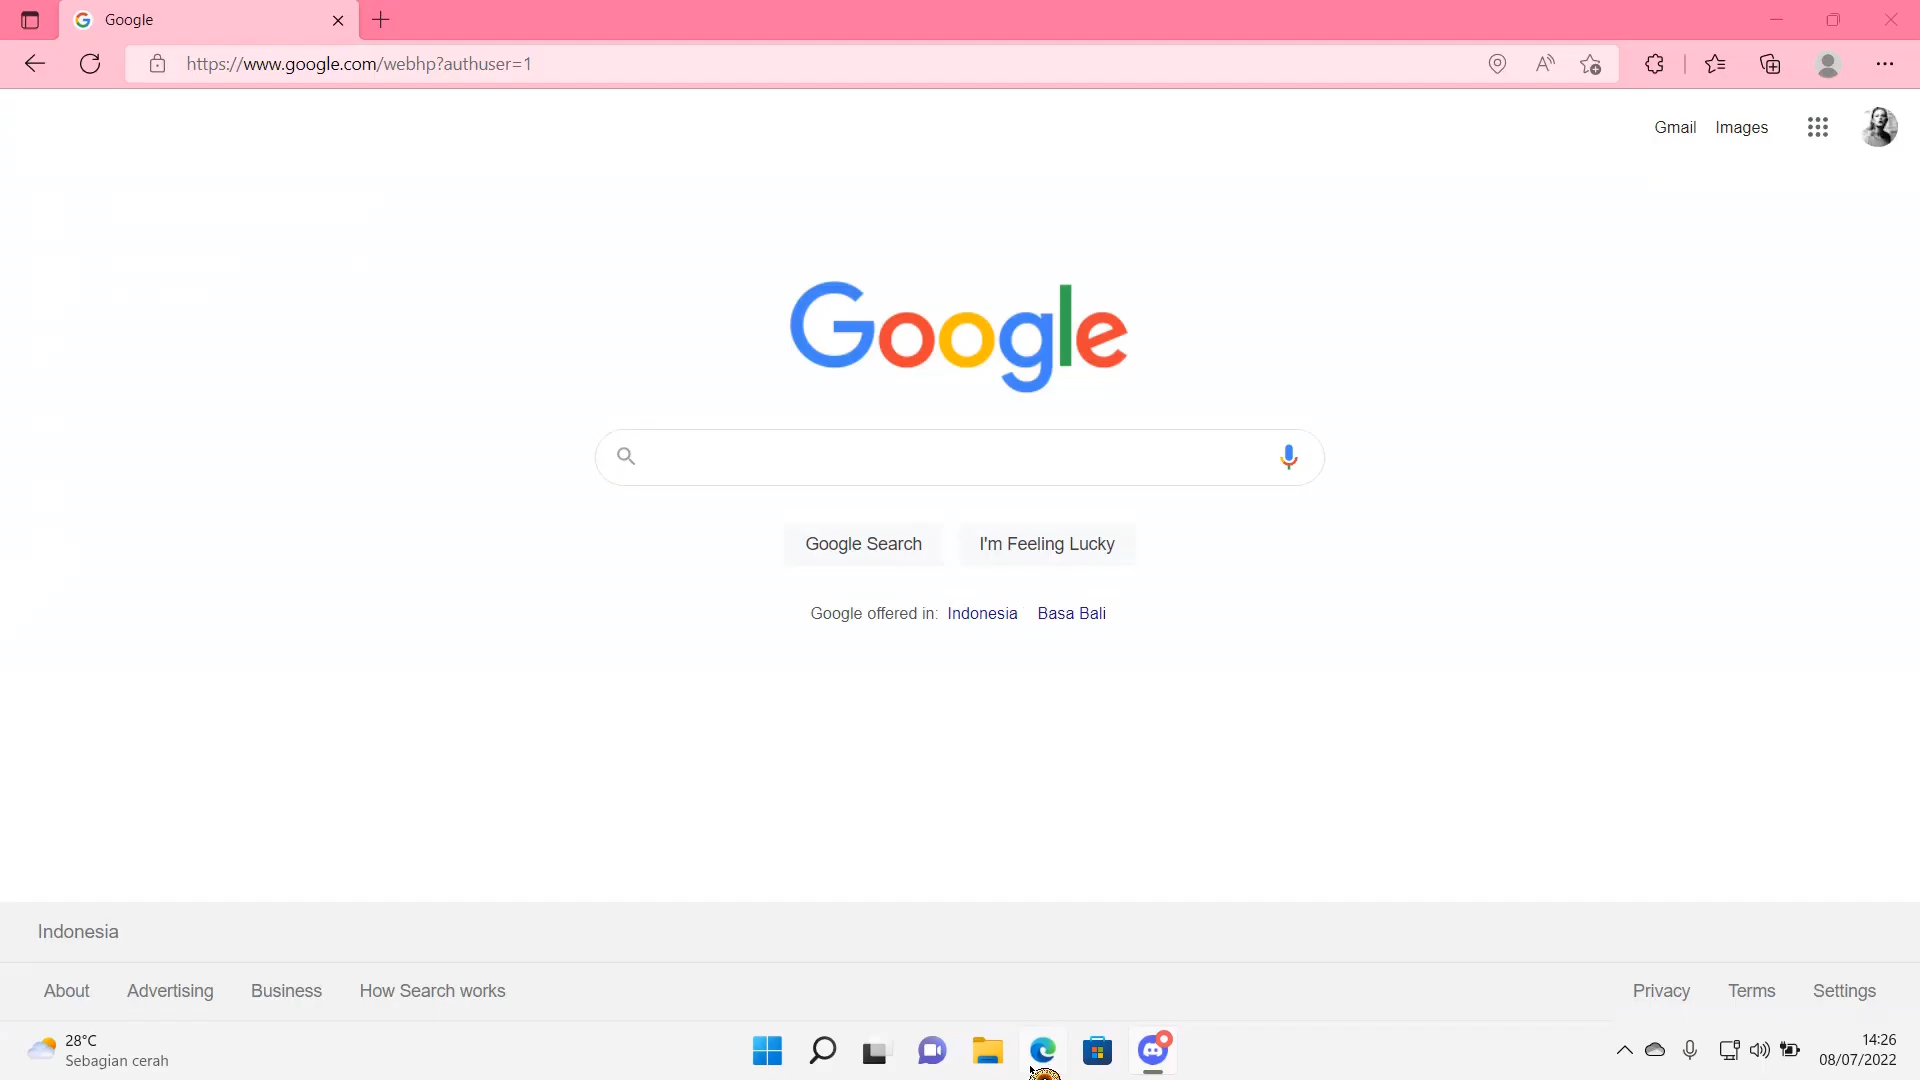 Google
https://www.google.com/webhp?authuser=1
Gmail Images
Google
Google Search I'm Feeling Lucky
Google offered in: Indonesia Basa Bali
Indonesia
About Advertising Business How Search works Privacy Terms Settings
28°C
Sebagian cerah
14:26
08/07/2022